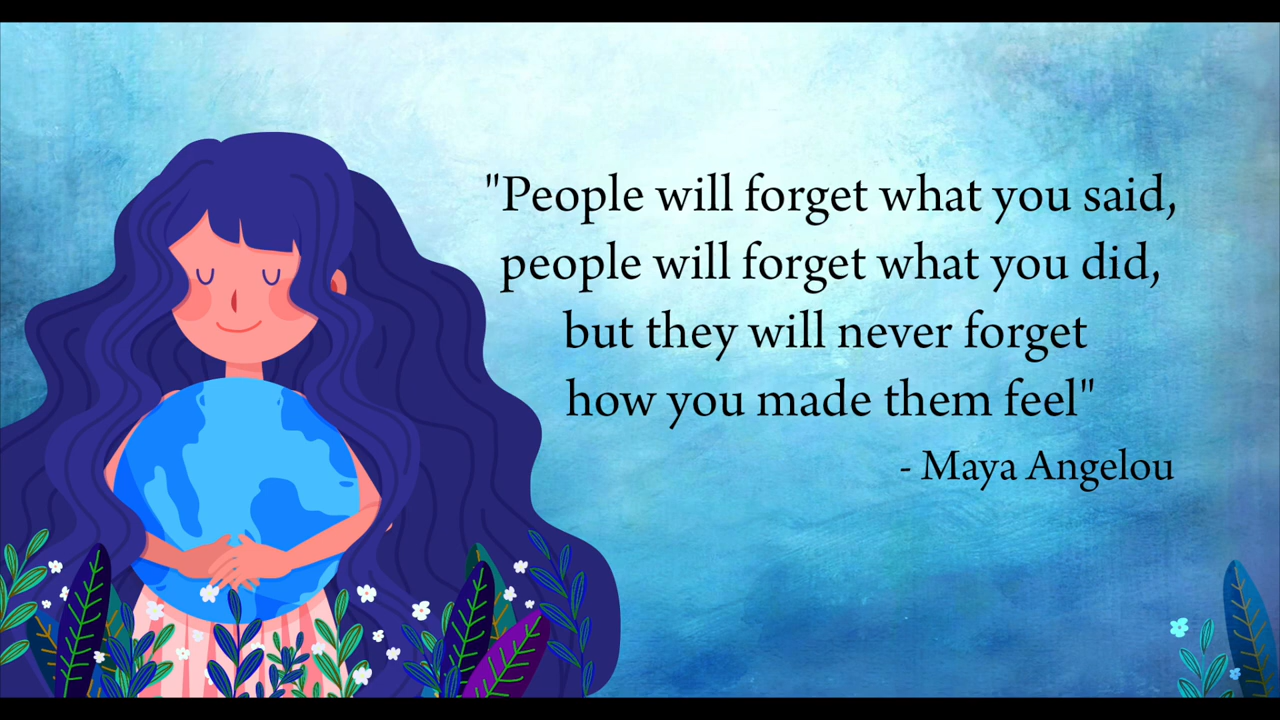 "People will forget what you said,
people will forget what you did,
but they will never forget
how you made them feel"
- Maya Angelou